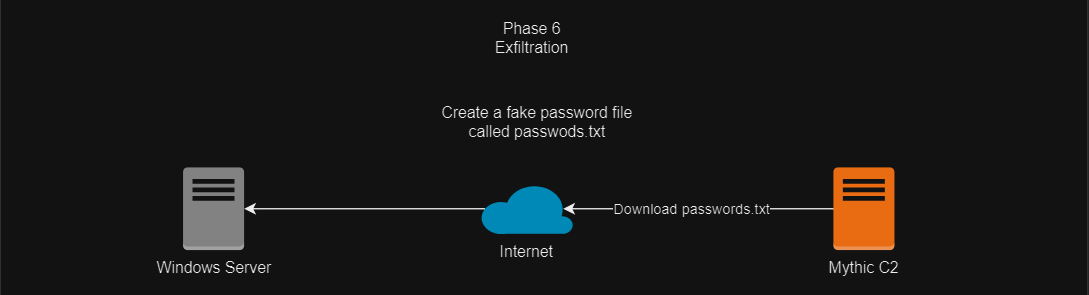 Phase 6
Exfiltration
Create a fake password file
called passwods.txt
Download passwords.txt
Internet
Windows Server
Mythic C2